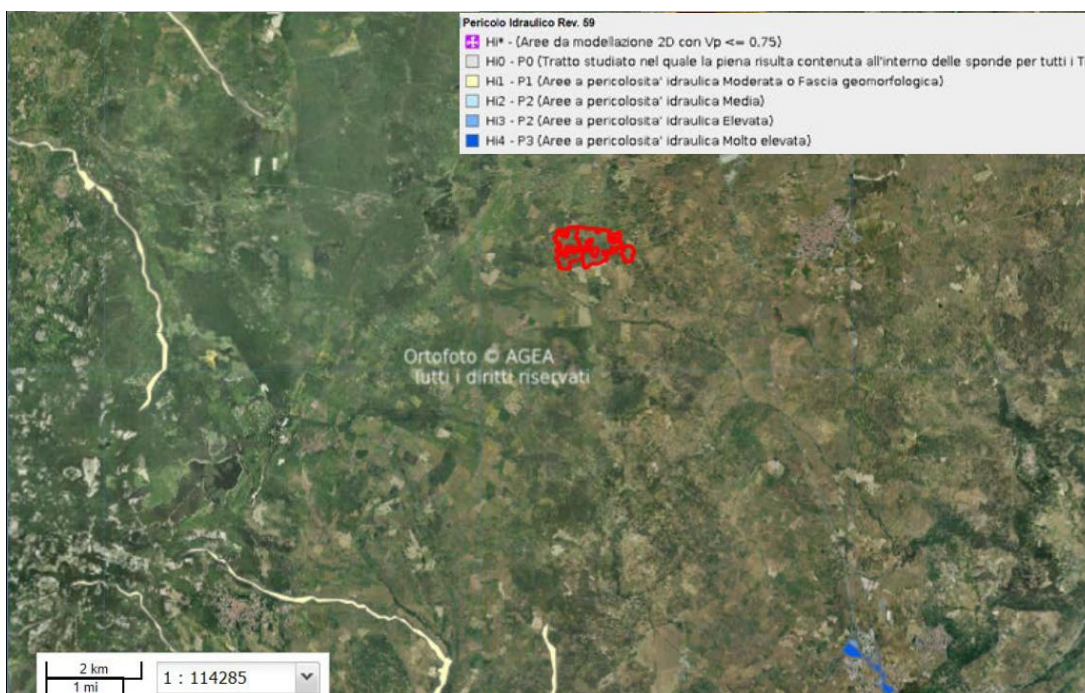 Pericolo Idraulico Rev. 59
Hi* - (Aree da modellazione 2D con Vp <= 0.75)
Hi0 - P0 (Tratto studiato nel quale la piena risulta contenuta all'interno delle sponde per tutti i T
Hi1 - P1 (Aree a pericolosita' idraulica Moderata o Fascia geomorfologica)
Hi2 - P2 (Aree a pericolosita' idraulica Media)
Hi3 - P2 (Aree a pericolosita' idraulica Elevata)
Hi4 - P3 (Aree a pericolosita' idraulica Molto elevata)
Ortofoto © AGEA
Tutti i diritti riservati
2 km
1 mi
1 : 114285